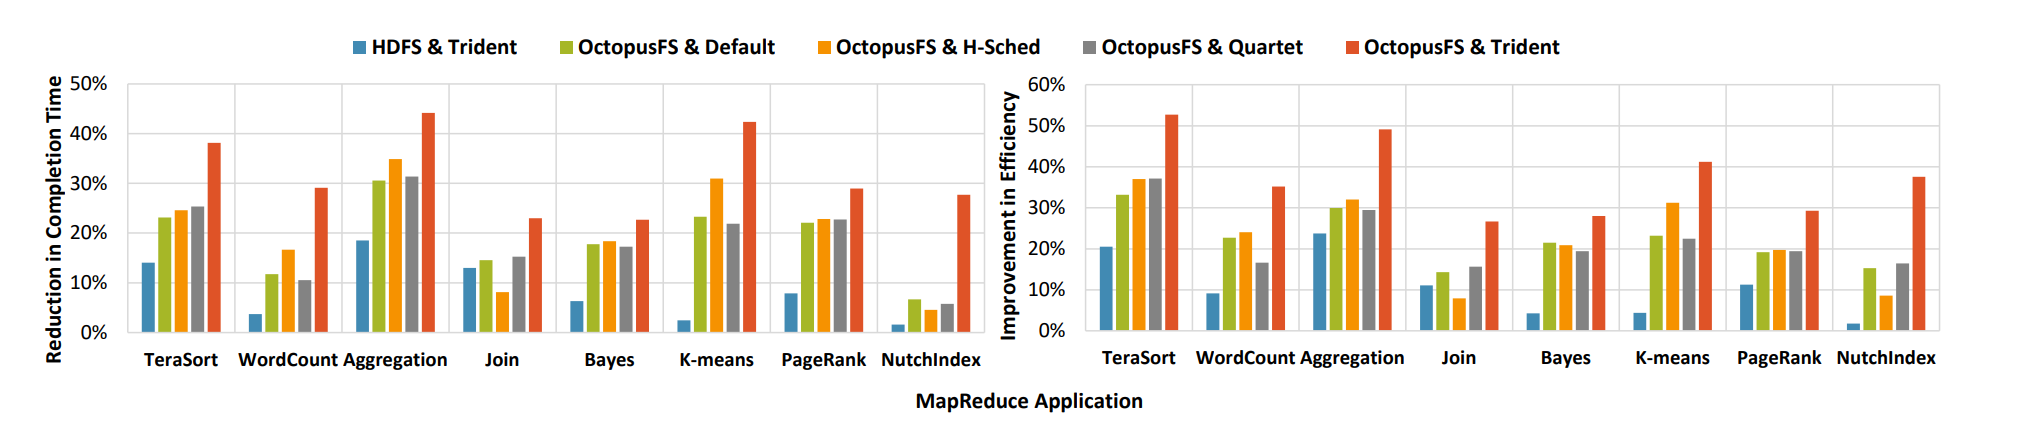 HDFS & Trident OctopusFS & Default OctopusFS & H-Sched OctopusFS & Quartet OctopusFS & Trident
Reduction in Completion Time
50%
40%
30%
20%
10%
0%
TeraSort WordCount Aggregation Join Bayes K-means PageRank NutchIndex
Improvement in Efficiency
60%
50%
40%
30%
20%
10%
0%
TeraSort WordCount Aggregation Join Bayes K-means PageRank NutchIndex
MapReduce Application